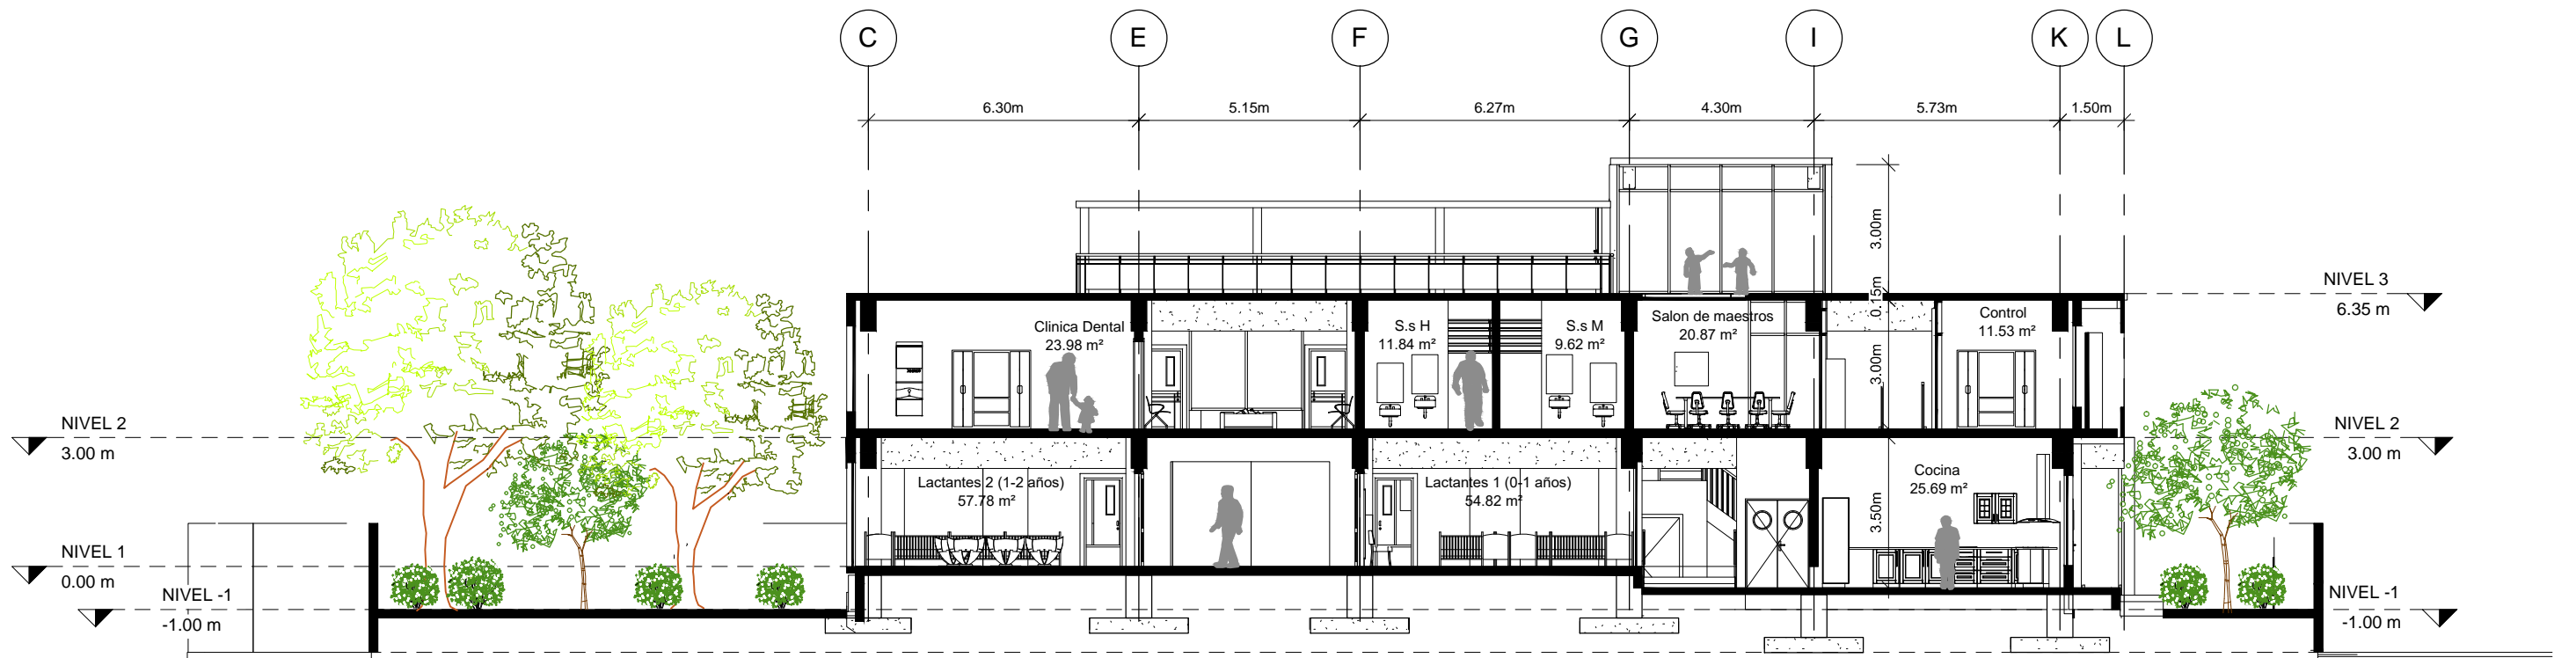 C E F G I K L
6.30m 5.15m 6.27m 4.30m 5.73m 1.50m
3.00m
0.15m
3.00m
3.50m
NIVEL 3
6.35 m
Clinica Dental
23.98 m²
S.s H
11.84 m²
S.s M
9.62 m²
Salon de maestros
20.87 m²
Control
11.53 m²
NIVEL 2
3.00 m
NIVEL 2
3.00 m
Lactantes 2 (1-2 años)
57.78 m²
Lactantes 1 (0-1 años)
54.82 m²
Cocina
25.69 m²
NIVEL 1
0.00 m
NIVEL -1
-1.00 m
NIVEL -1
-1.00 m